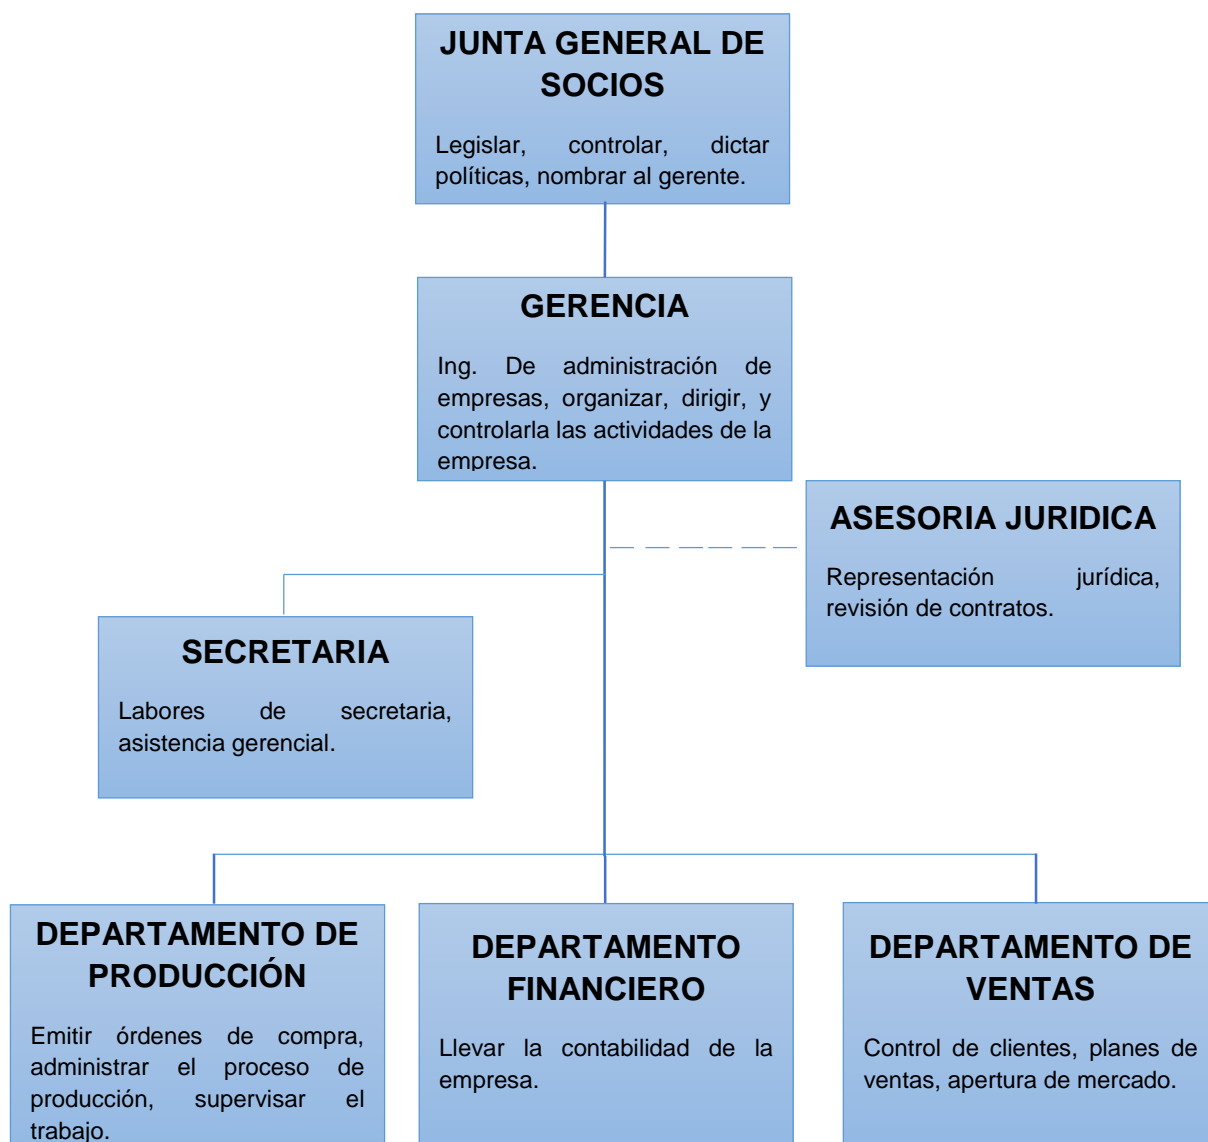 JUNTA GENERAL DE
SOCIOS
Legislar, controlar, dictar
políticas, nombrar al gerente.
GERENCIA
Ing. De administración de
empresas, organizar, dirigir, y
controlarla las actividades de la
empresa.
ASESORIA JURIDICA
Representación jurídica,
revisión de contratos.
SECRETARIA
Labores de secretaria,
asistencia gerencial.
DEPARTAMENTO DE
PRODUCCIÓN
Emitir órdenes de compra,
administrar el proceso de
producción, supervisar el
trabajo.
DEPARTAMENTO
FINANCIERO
Llevar la contabilidad de la
empresa.
DEPARTAMENTO DE
VENTAS
Control de clientes, planes de
ventas, apertura de mercado.